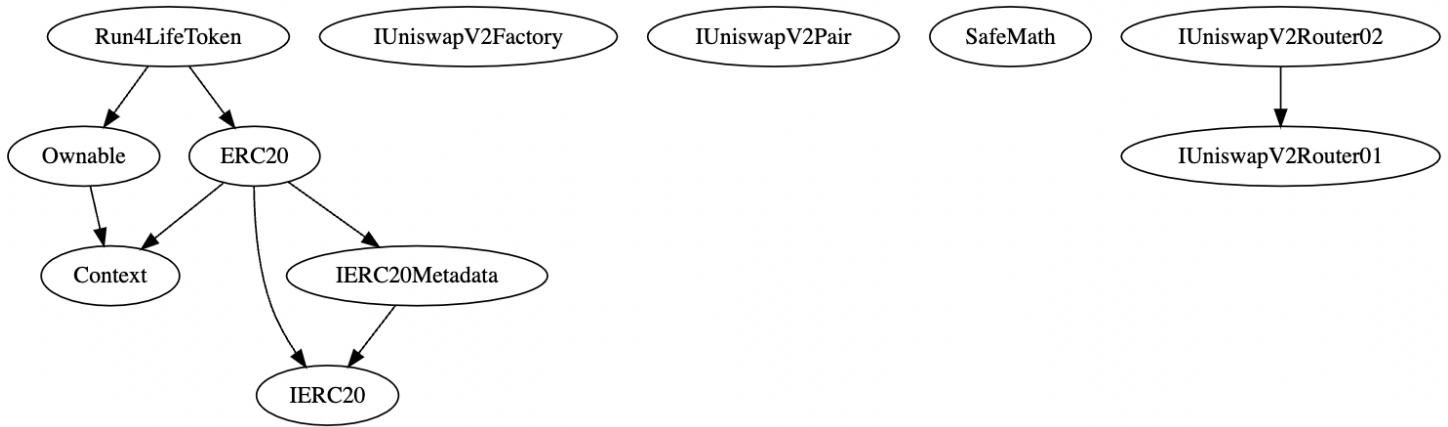 Run4LifeToken
IUniswapV2Factory
IUniswapV2Pair
SafeMath
IUniswapV2Router02
Ownable
ERC20
IUniswapV2Router01
Context
IERC20Metadata
IERC20